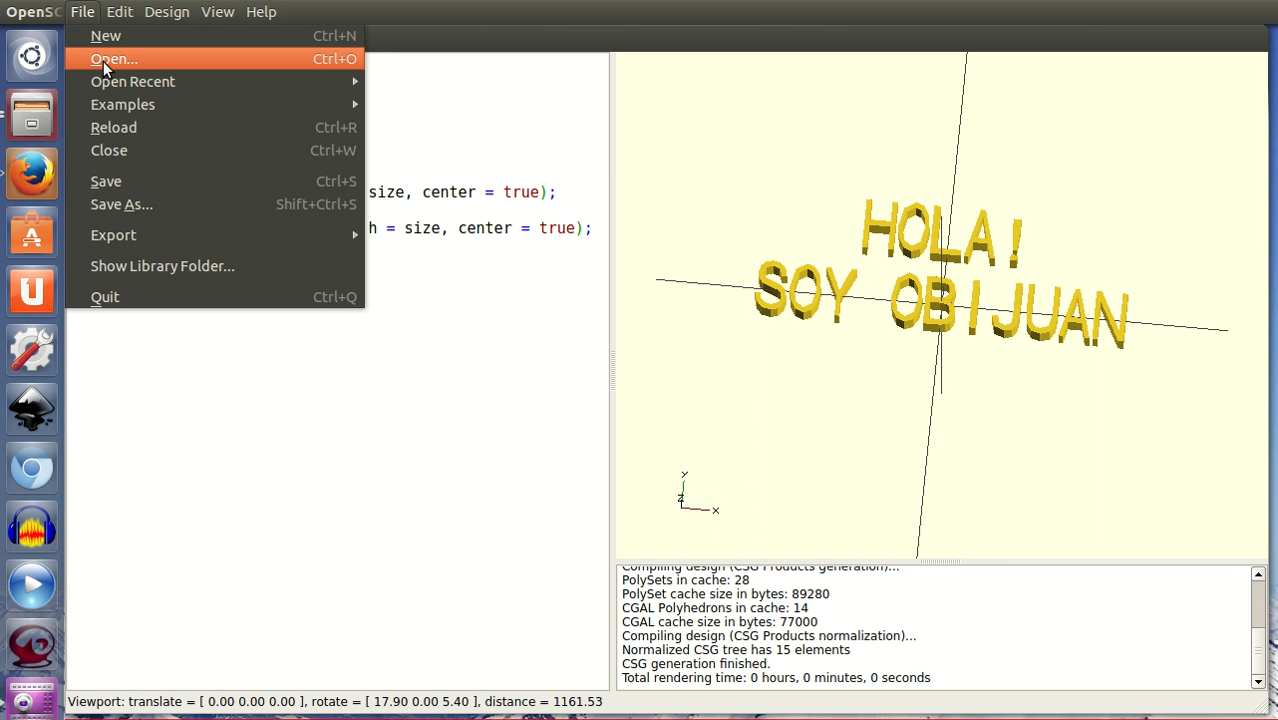 OpenSC File Edit Design View Help
New Ctrl+N
Open... Ctrl+O
Open Recent
Examples
Reload Ctrl+R
Close Ctrl+W
Save Ctrl+S
Save As... Shift+Ctrl+S
Export
Show Library Folder...
Quit Ctrl+Q
size, center = true);
h = size, center = true);
HOLA!
SOY OBIJUAN
Y
Z
X
Compiling design (CSG Products generation)...
PolySets in cache: 28
PolySet cache size in bytes: 89280
CGAL Polyhedrons in cache: 14
CGAL cache size in bytes: 77000
Compiling design (CSG Products normalization)...
Normalized CSG tree has 15 elements
CSG generation finished.
Total rendering time: 0 hours, 0 minutes, 0 seconds
Viewport: translate = [ 0.00 0.00 0.00 ], rotate = [ 17.90 0.00 5.40 ], distance = 1161.53